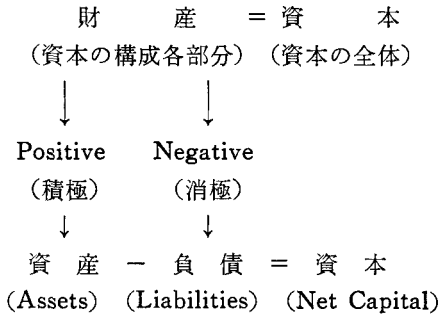 財 産 = 資 本
(資本の構成各部分) (資本の全体)
↓ ↓
Positive Negative
(積極) (消極)
↓ ↓
資 産 − 負 債 = 資 本
(Assets) (Liabilities) (Net Capital)